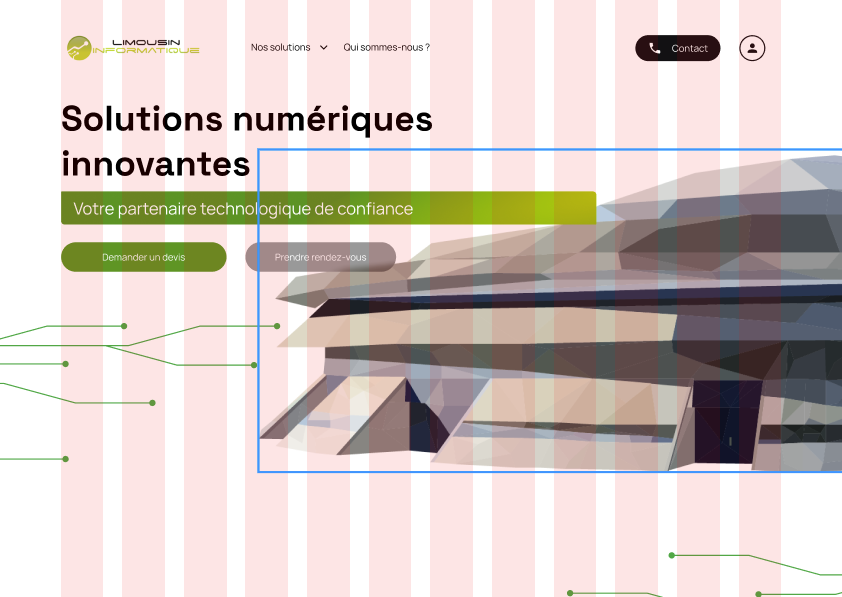 LIMOUSIN
INFORMATIQUE
Nos solutions
Qui sommes-nous ?
Contact
Solutions numériques
innovantes
Votre partenaire technologique de confiance
Demander un devis
Prendre rendez-vous